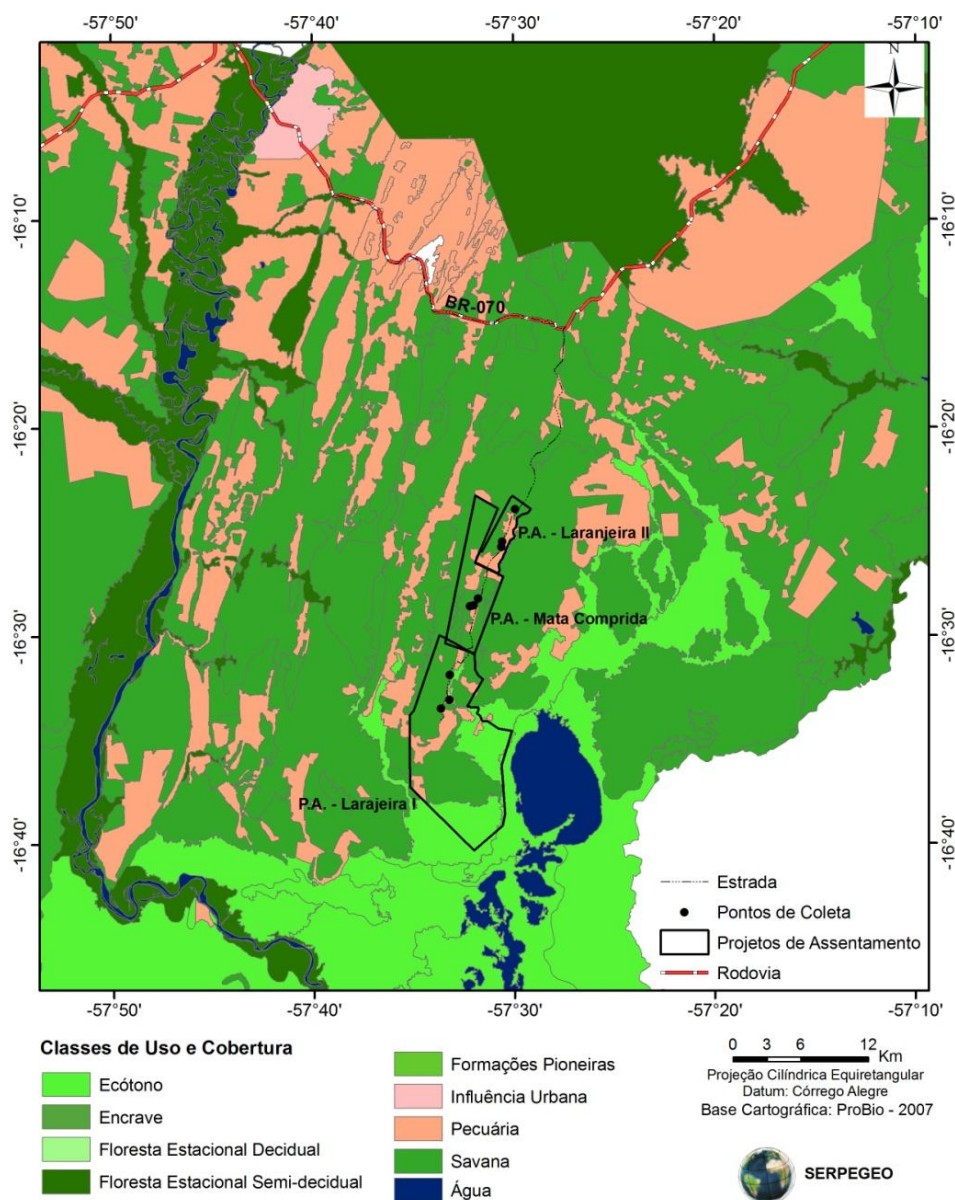 -57°50' -57°40' -57°30' -57°20' -57°10'
N
-16°10' -16°10'
BR-070
-16°20' -16°20'
P.A. - Laranjeira II
P.A. - Mata Comprida
-16°30' -16°30'
P.A. - Larajeira I
-16°40' -16°40'
Estrada
Pontos de Coleta
Projetos de Assentamento
Rodovia
-57°50' -57°40' -57°30' -57°20' -57°10'
Classes de Uso e Cobertura
Ecótono
Encrave
Floresta Estacional Decidual
Floresta Estacional Semi-decidual
Formações Pioneiras
Influência Urbana
Pecuária
Savana
Água
0 3 6 12
Km
Projeção Cilíndrica Equiretangular
Datum: Córrego Alegre
Base Cartográfica: ProBio - 2007
SERPEGEO